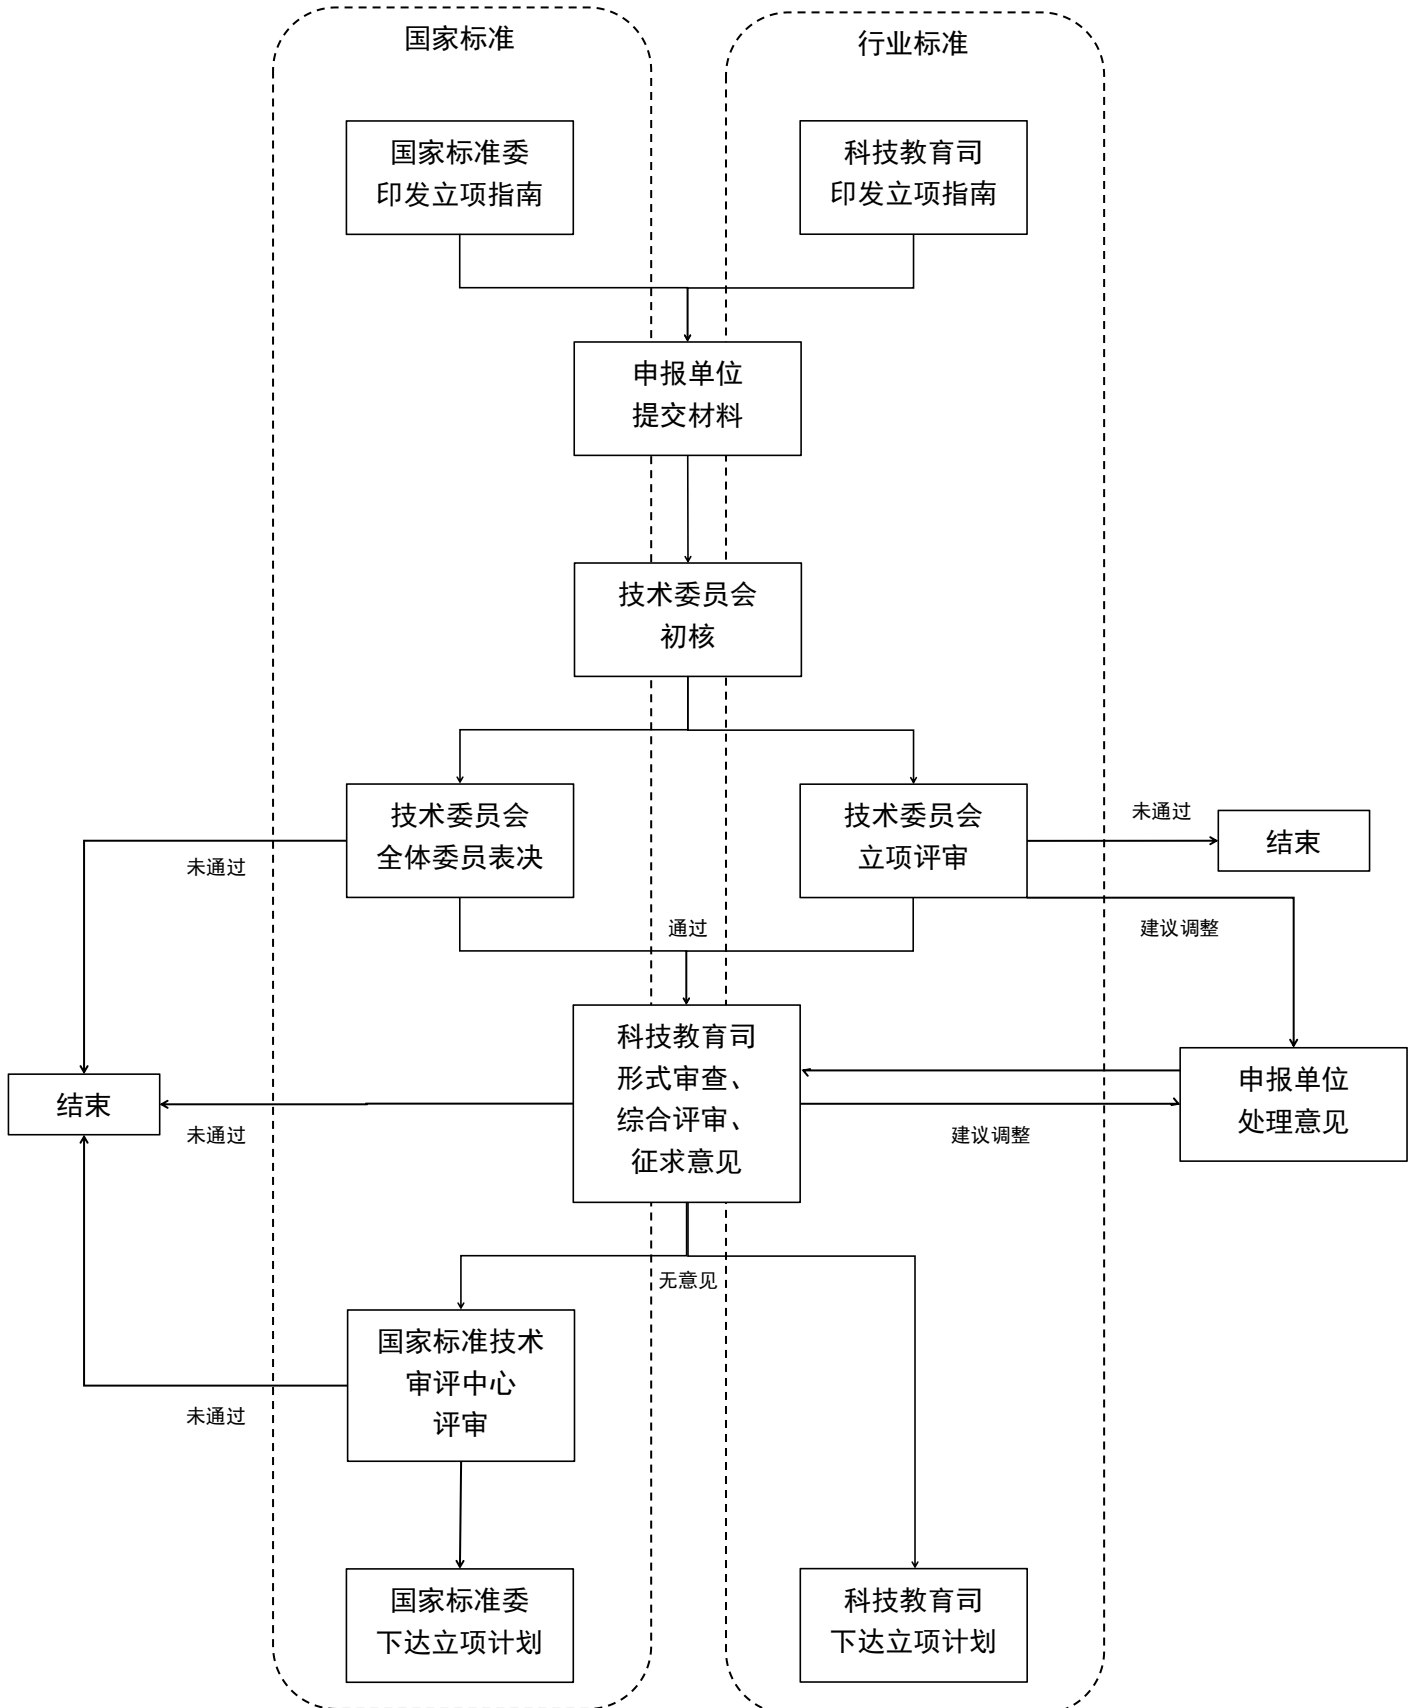 国家标准
行业标准
国家标准委
印发立项指南
科技教育司
印发立项指南
申报单位
提交材料
技术委员会
初核
技术委员会
全体委员表决
技术委员会
立项评审
未通过
结束
未通过
通过
建议调整
科技教育司
形式审查、
综合评审、
征求意见
结束
未通过
建议调整
申报单位
处理意见
无意见
国家标准技术
审评中心
评审
未通过
国家标准委
下达立项计划
科技教育司
下达立项计划